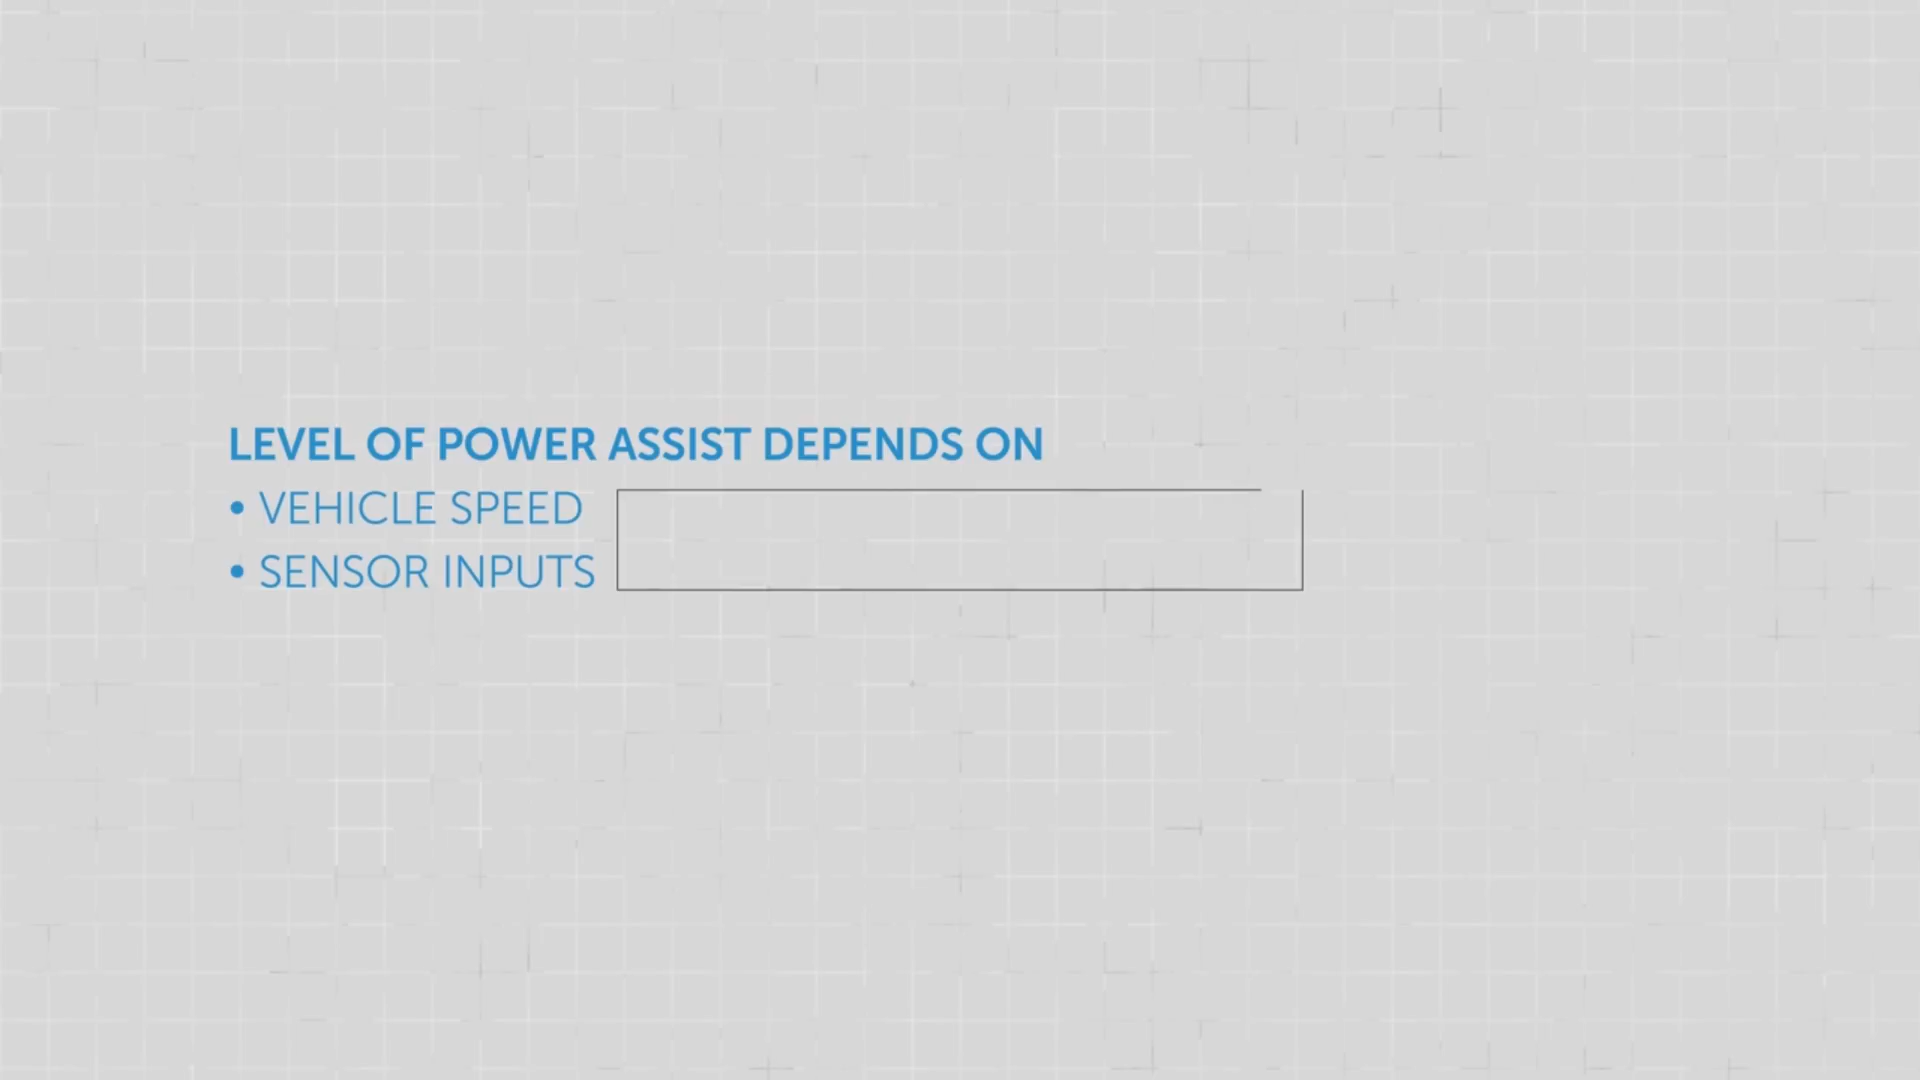 LEVEL OF POWER ASSIST DEPENDS ON
• VEHICLE SPEED
• SENSOR INPUTS